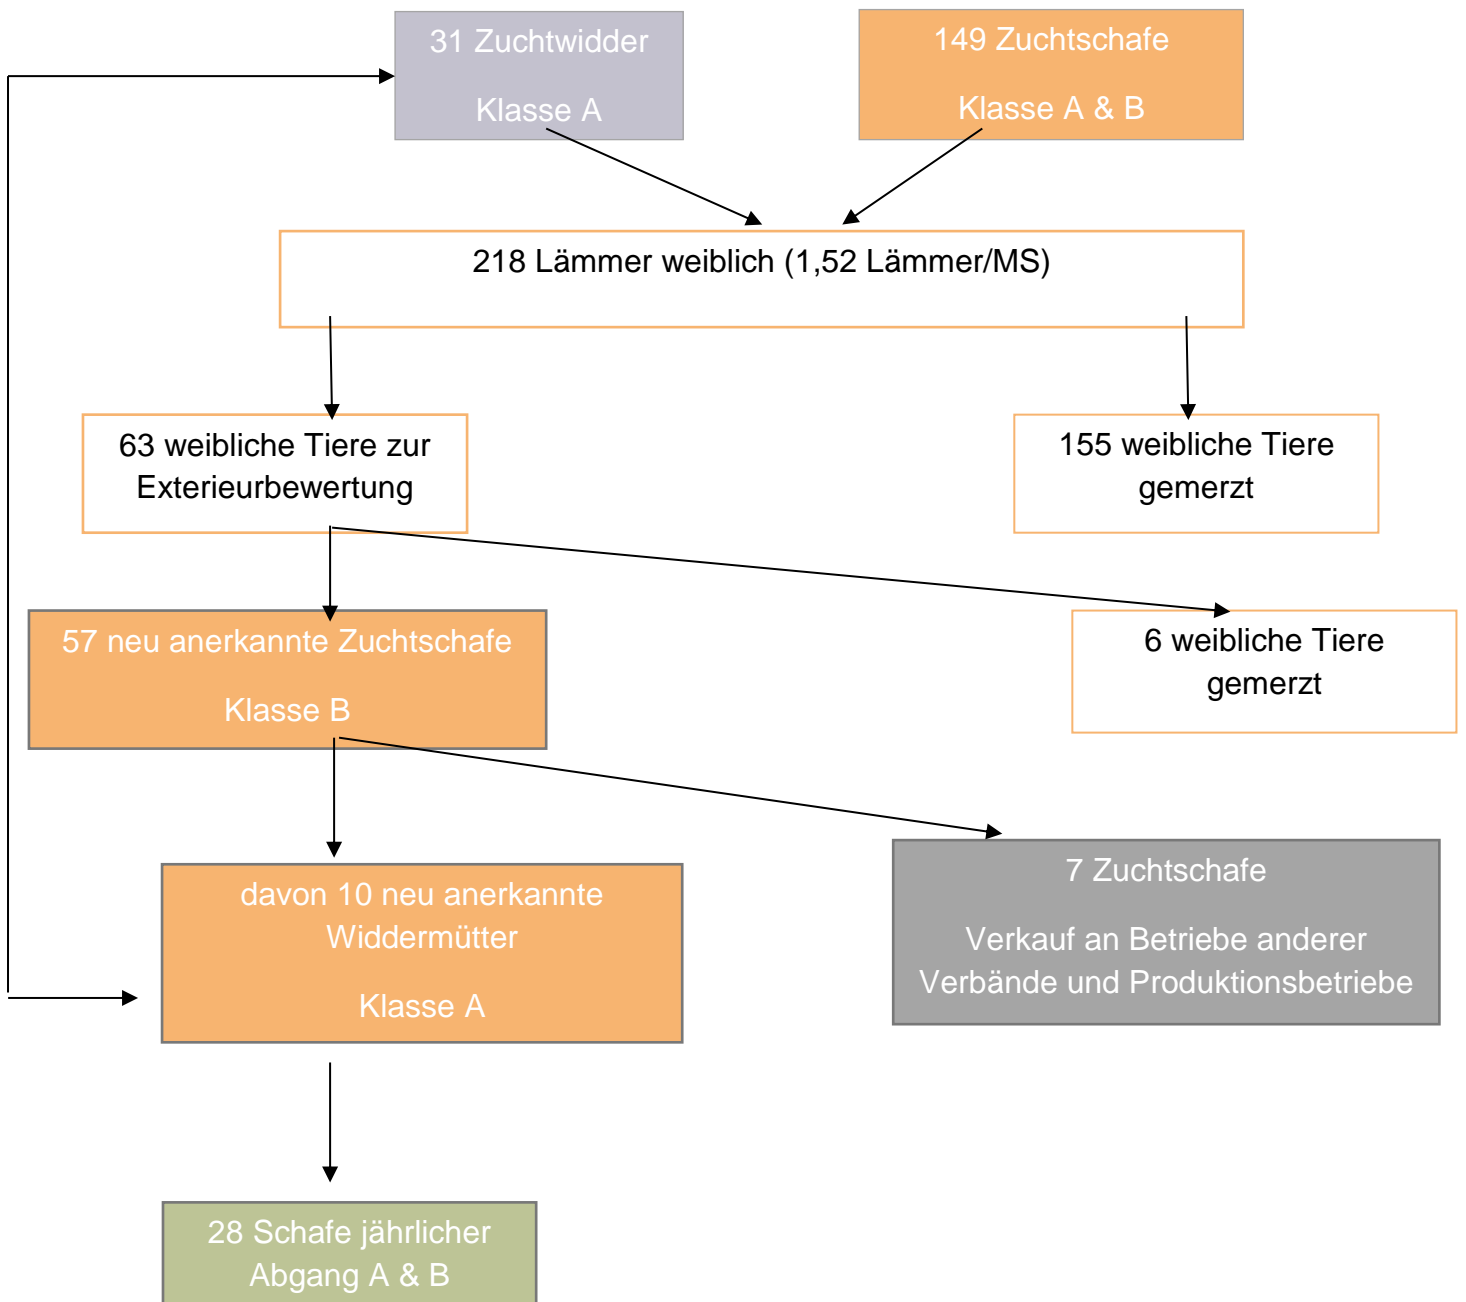 31 Zuchtwidder
Klasse A
149 Zuchtschafe
Klasse A & B
218 Lämmer weiblich (1,52 Lämmer/MS)
63 weibliche Tiere zur
Exterieurbewertung
155 weibliche Tiere
gemerzt
57 neu anerkannte Zuchtschafe
Klasse B
6 weibliche Tiere
gemerzt
davon 10 neu anerkannte
Widdermütter
Klasse A
7 Zuchtschafe
Verkauf an Betriebe anderer
Verbände und Produktionsbetriebe
28 Schafe jährlicher
Abgang A & B